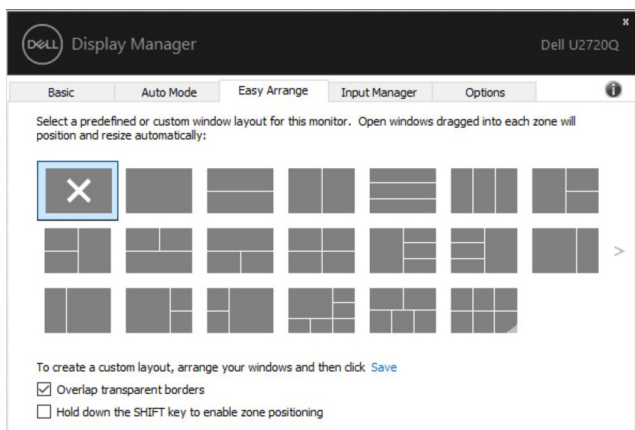 DELL Display Manager
Dell U2720Q
x
Basic
Auto Mode
Easy Arrange
Input Manager
Options
i
Select a predefined or custom window layout for this monitor. Open windows dragged into each zone will
position and resize automatically:
>
To create a custom layout, arrange your windows and then click Save
Overlap transparent borders
Hold down the SHIFT key to enable zone positioning